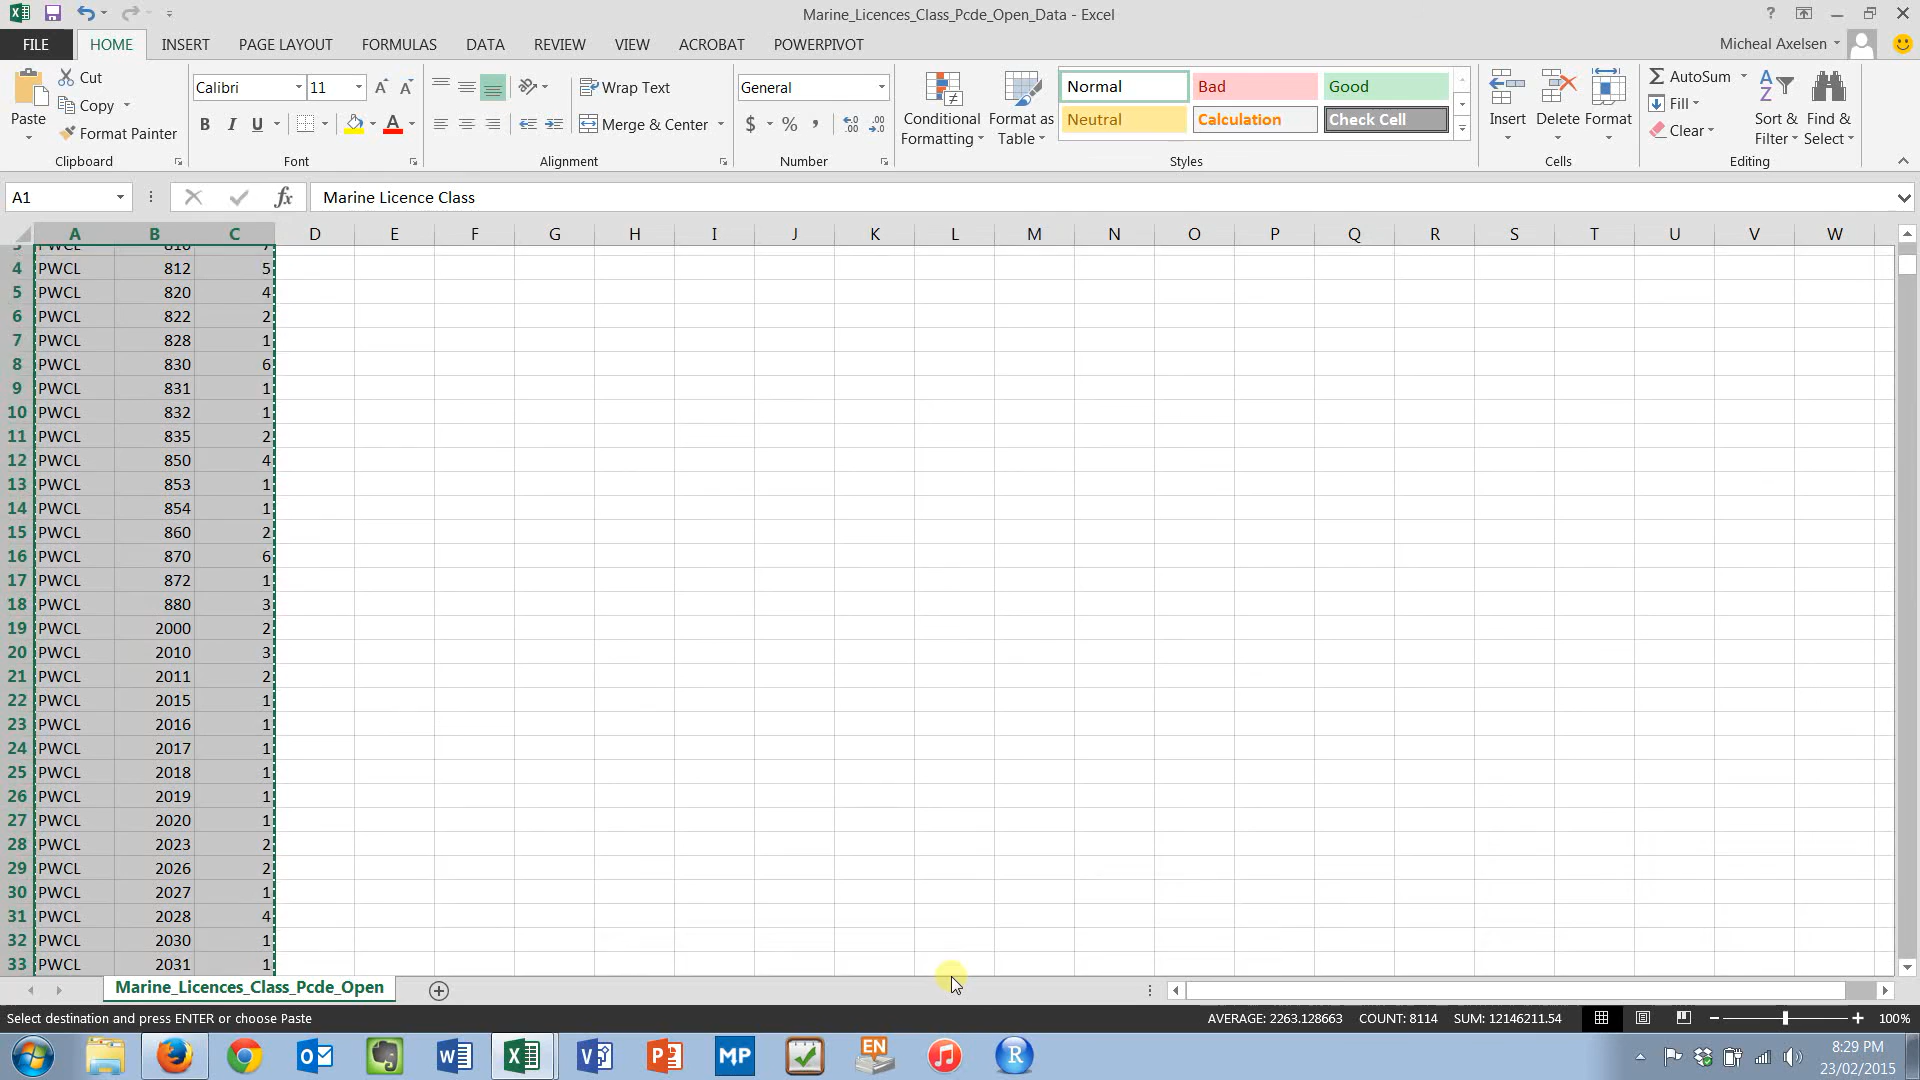 Marine_Licences_Class_Pcde_Open_Data - Excel
FILE HOME INSERT PAGE LAYOUT FORMULAS DATA REVIEW VIEW ACROBAT POWERPIVOT Micheal Axelsen
Cut
Copy
Format Painter
Paste
Clipboard
Calibri 11
B I U
Font
Wrap Text
Merge & Center
Alignment
General
$ % ,
Number
Conditional Formatting
Format as Table
Normal Bad Good
Neutral Calculation Check Cell
Styles
Insert Delete Format
Cells
AutoSum
Fill
Clear
Sort & Filter
Find & Select
Editing
A1 fx Marine Licence Class
A B C D E F G H I J K L M N O P Q R S T U V W
4 PWCL 812 5
5 PWCL 820 4
6 PWCL 822 2
7 PWCL 828 1
8 PWCL 830 6
9 PWCL 831 1
10 PWCL 832 1
11 PWCL 835 2
12 PWCL 850 4
13 PWCL 853 1
14 PWCL 854 1
15 PWCL 860 2
16 PWCL 870 6
17 PWCL 872 1
18 PWCL 880 3
19 PWCL 2000 2
20 PWCL 2010 3
21 PWCL 2011 2
22 PWCL 2015 1
23 PWCL 2016 1
24 PWCL 2017 1
25 PWCL 2018 1
26 PWCL 2019 1
27 PWCL 2020 1
28 PWCL 2023 2
29 PWCL 2026 2
30 PWCL 2027 1
31 PWCL 2028 4
32 PWCL 2030 1
33 PWCL 2031 1
Marine_Licences_Class_Pcde_Open
Select destination and press ENTER or choose Paste AVERAGE: 2263.128663 COUNT: 8114 SUM: 12146211.54 100%
MP EN R
8:29 PM
23/02/2015